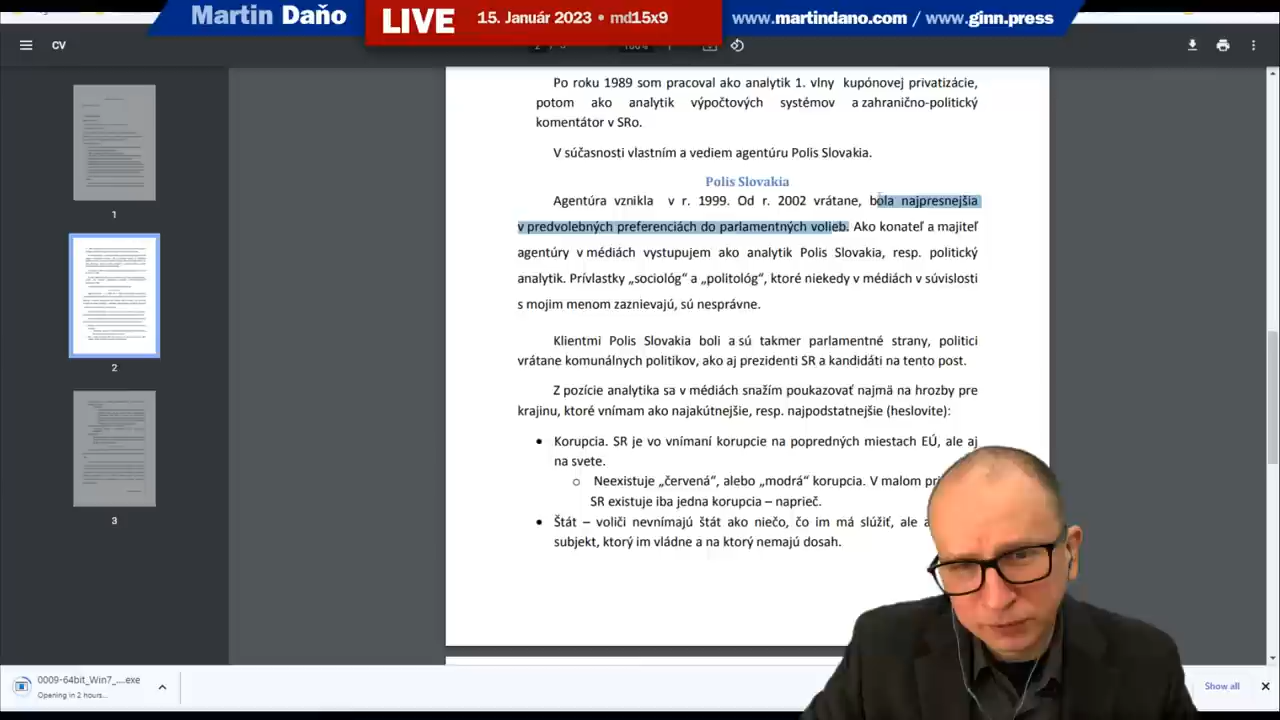 Martin Daňo
LIVE
15. Január 2023 • md15x9
www.martindano.com / www.ginn.press
CV
Po roku 1989 som pracoval ako analytik 1. vlny kupónovej privatizácie,
potom ako analytik výpočtových systémov a zahranično-politický
komentátor v SRo.
V súčasnosti vlastním a vediem agentúru Polis Slovakia.
Polis Slovakia
Agentúra vznikla v r. 1999. Od r. 2002 vrátane, bola najpresnejšia
v predvolebných preferenciách do parlamentných volieb. Ako konateľ a majiteľ
agentúry v médiách vystupujem ako analytik Polis Slovakia, resp. politický
analytik. Prívlastky „sociológ“ a „politológ“, ktoré niekedy v médiách v súvislosti
s mojim menom zaznievajú, sú nesprávne.
Klientmi Polis Slovakia boli a sú takmer parlamentné strany, politici
vrátane komunálnych politikov, ako aj prezidenti SR a kandidáti na tento post.
Z pozície analytika sa v médiách snažím poukazovať najmä na hrozby pre
krajinu, ktoré vnímam ako najakútnejšie, resp. najpodstatnejšie (heslovite):
• Korupcia. SR je vo vnímaní korupcie na popredných miestach EÚ, ale aj
na svete.
○ Neexistuje „červená“, alebo „modrá“ korupcia. V malom
SR existuje iba jedna korupcia – naprieč.
• Štát – voliči nevnímajú štát ako niečo, čo im má slúžiť, ale
subjekt, ktorý im vládne a na ktorý nemajú dosah.
1
2
3
0009-64bit_Win7_....exe
Opening in 2 hours...
Show all